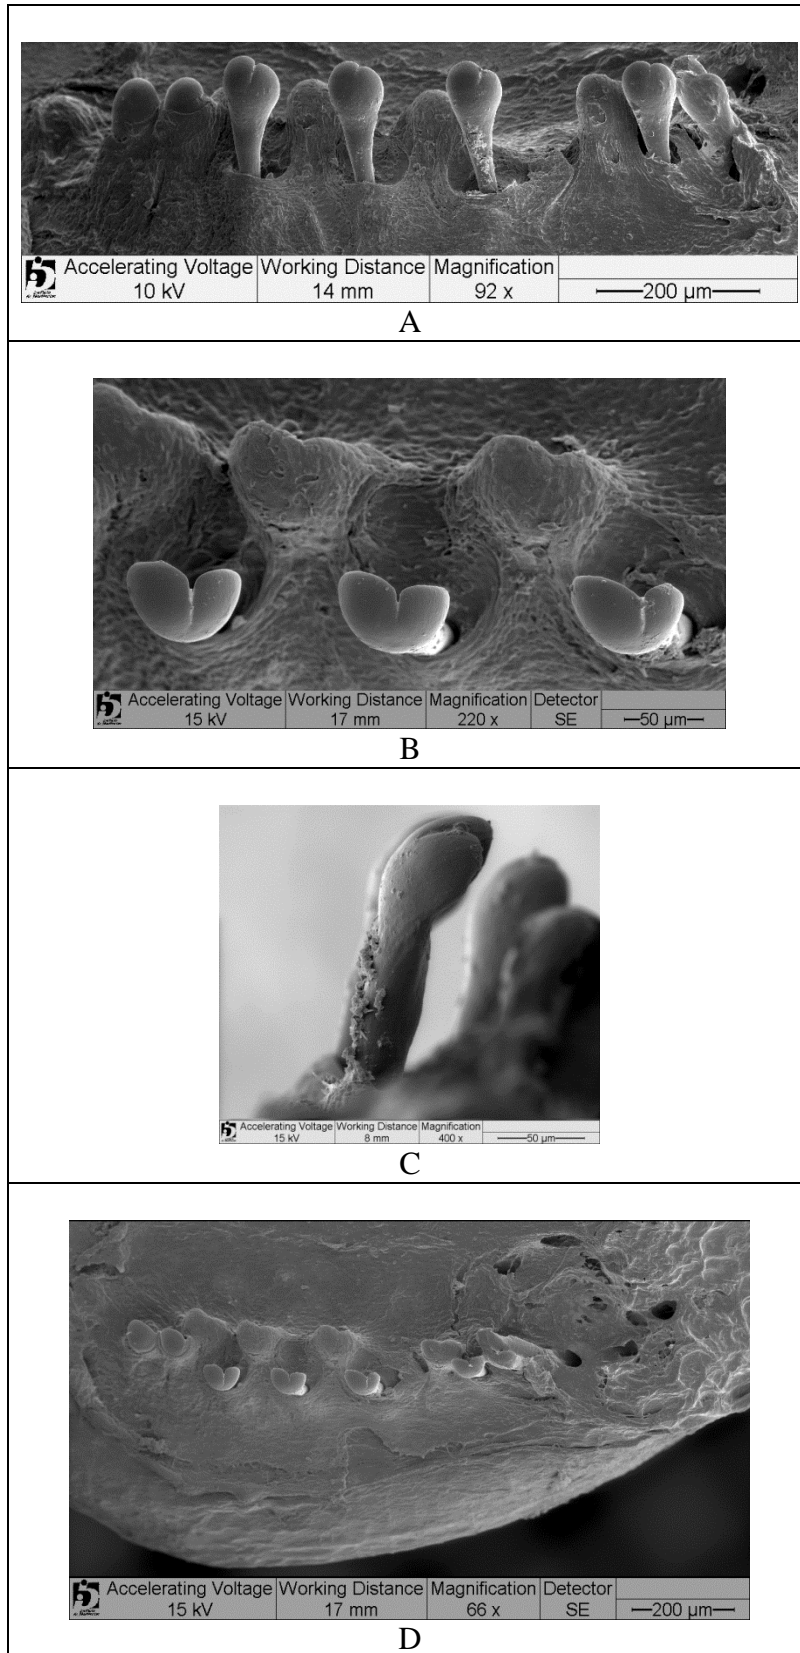 Accelerating Voltage Working Distance Magnification
10 kV 14 mm 92 x 200 µm
A
Accelerating Voltage Working Distance Magnification Detector
15 kV 17 mm 220 x SE 50 µm
B
Accelerating Voltage Working Distance Magnification
15 kV 8 mm 400 x 50 µm
C
Accelerating Voltage Working Distance Magnification Detector
15 kV 17 mm 66 x SE 200 µm
D